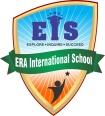 EIS
EXPLORE • INQUIRE • SUCCEED
ERA International School